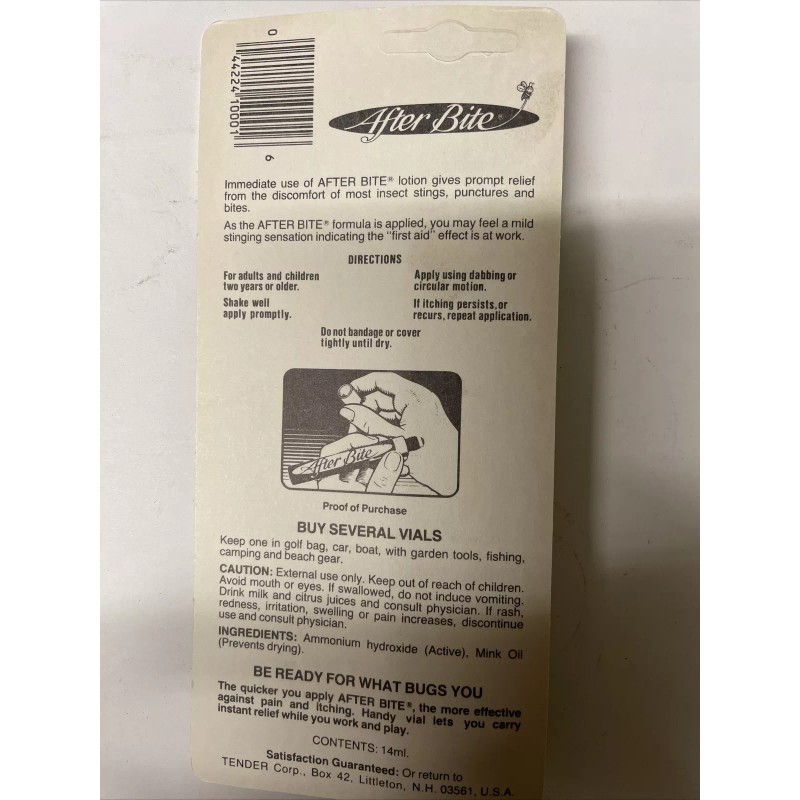 0 44224 10001 6
After Bite®
Immediate use of AFTER BITE® lotion gives prompt relief
from the discomfort of most insect stings, punctures and
bites.
As the AFTER BITE® formula is applied, you may feel a mild
stinging sensation indicating the "first aid" effect is at work.
DIRECTIONS
For adults and children
two years or older.
Shake well
apply promptly.
Apply using dabbing or
circular motion.
If itching persists,or
recurs, repeat application.
Do not bandage or cover
tightly until dry.
After Bite
Proof of Purchase
BUY SEVERAL VIALS
Keep one in golf bag, car, boat, with garden tools, fishing,
camping and beach gear.
CAUTION: External use only. Keep out of reach of children.
Avoid mouth or eyes. If swallowed, do not induce vomiting.
Drink milk and citrus juices and consult physician. If rash,
redness, irritation, swelling or pain increases, discontinue
use and consult physician.
INGREDIENTS: Ammonium hydroxide (Active), Mink Oil
(Prevents drying).
BE READY FOR WHAT BUGS YOU
The quicker you apply AFTER BITE®, the more effective
against pain and itching. Handy vial lets you carry
instant relief while you work and play.
CONTENTS: 14ml.
Satisfaction Guaranteed: Or return to
TENDER Corp., Box 42, Littleton, N.H. 03561, U.S.A.